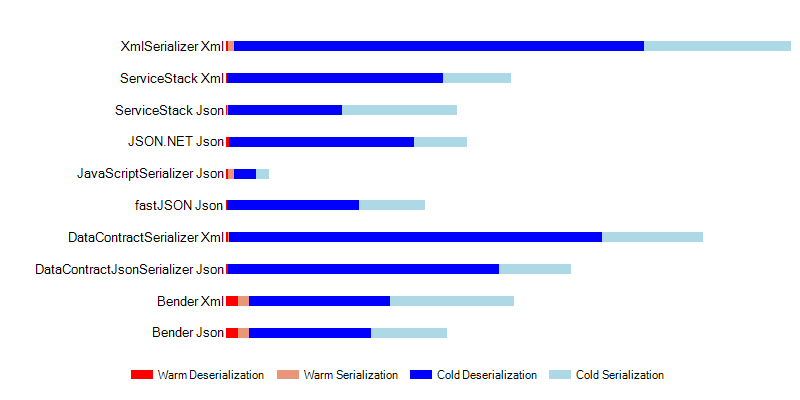 XmlSerializer Xml
ServiceStack Xml
ServiceStack Json
JSON.NET Json
JavaScriptSerializer Json
fastJSON Json
DataContractSerializer Xml
DataContractJsonSerializer Json
Bender Xml
Bender Json
Warm Deserialization Warm Serialization Cold Deserialization Cold Serialization